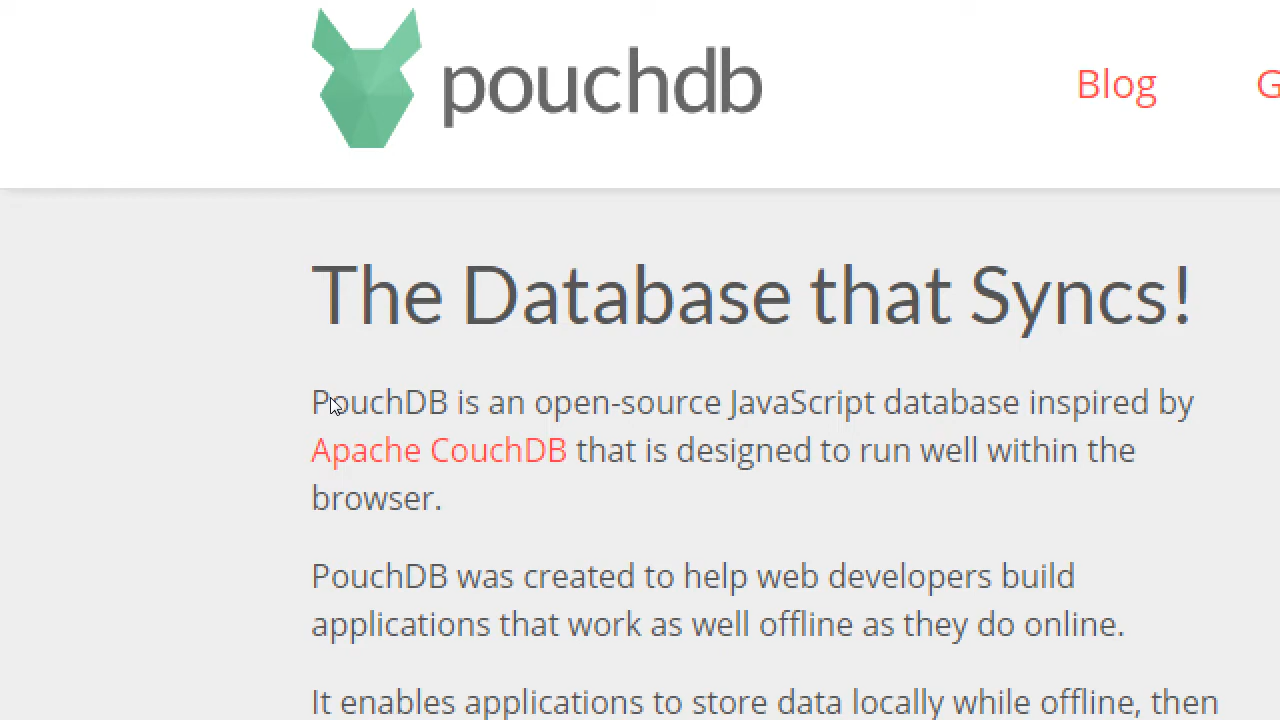 pouchdb
Blog
G
The Database that Syncs!
PouchDB is an open-source JavaScript database inspired by
Apache CouchDB that is designed to run well within the
browser.
PouchDB was created to help web developers build
applications that work as well offline as they do online.
It enables applications to store data locally while offline, then